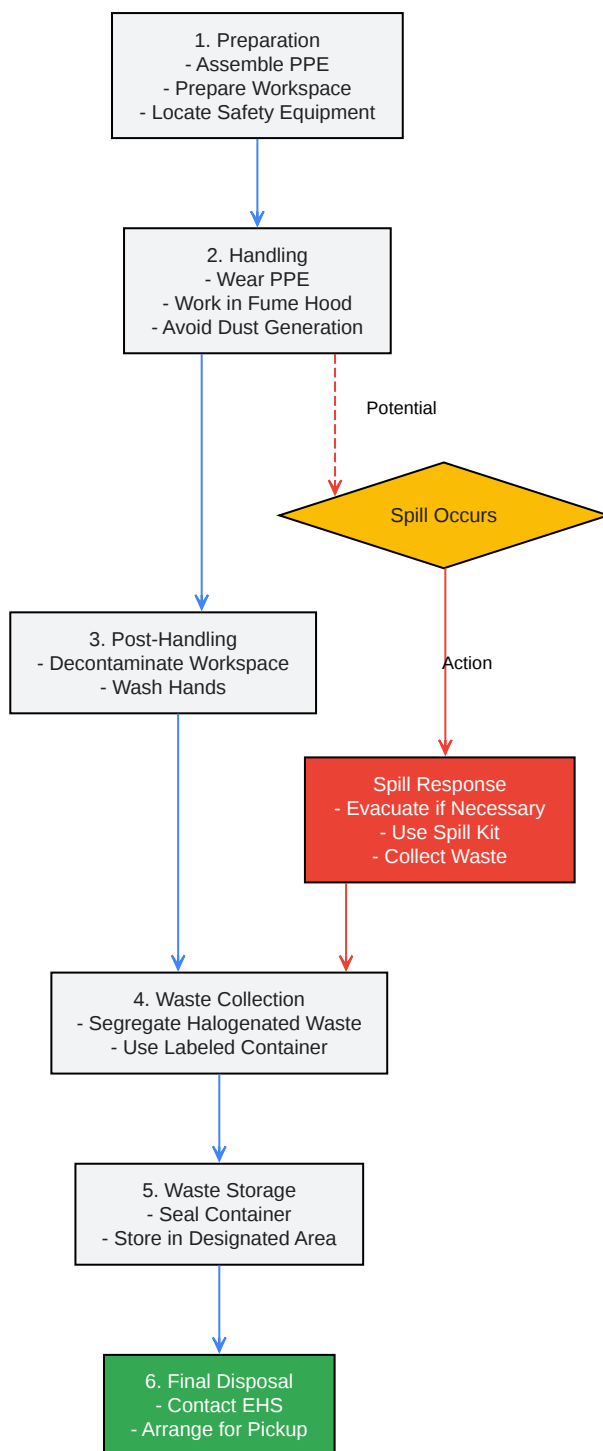 1. Preparation
- Assemble PPE
- Prepare Workspace
- Locate Safety Equipment
2. Handling
- Wear PPE
- Work in Fume Hood
- Avoid Dust Generation
Potential
Spill Occurs
3. Post-Handling
- Decontaminate Workspace
- Wash Hands
Action
Spill Response
- Evacuate if Necessary
- Use Spill Kit
- Collect Waste
4. Waste Collection
- Segregate Halogenated Waste
- Use Labeled Container
5. Waste Storage
- Seal Container
- Store in Designated Area
6. Final Disposal
- Contact EHS
- Arrange for Pickup